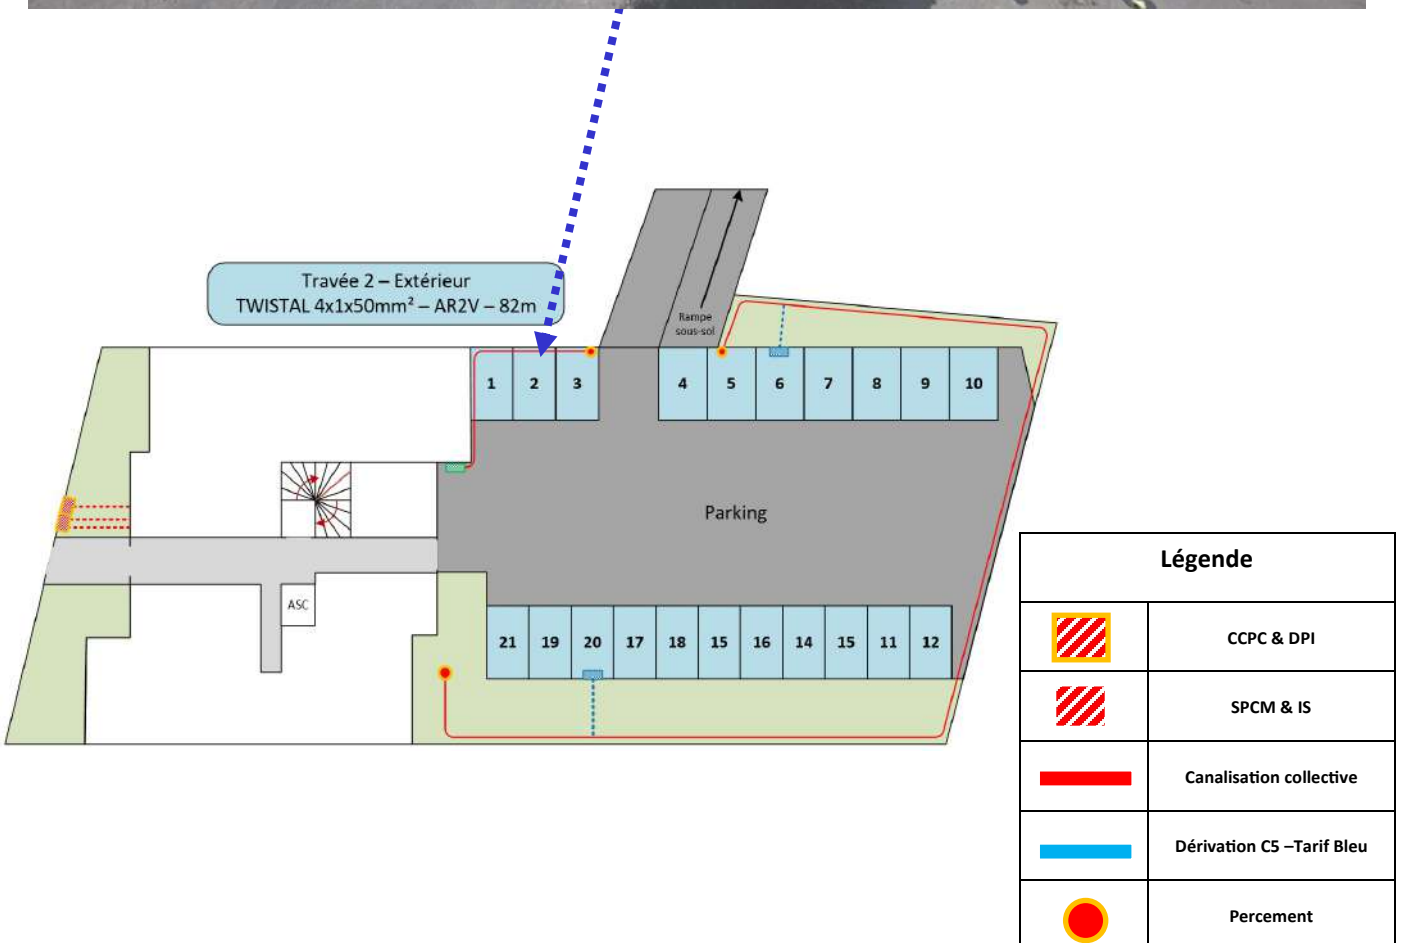 Travée 2 – Extérieur
TWISTAL 4x1x50mm² – AR2V – 82m
Rampe
sous-sol
1 2 3 4 5 6 7 8 9 10
Parking
ASC
21 19 20 17 18 15 16 14 15 11 12
Légende
CCPC & DPI
SPCM & IS
Canalisation collective
Dérivation C5 –Tarif Bleu
Percement